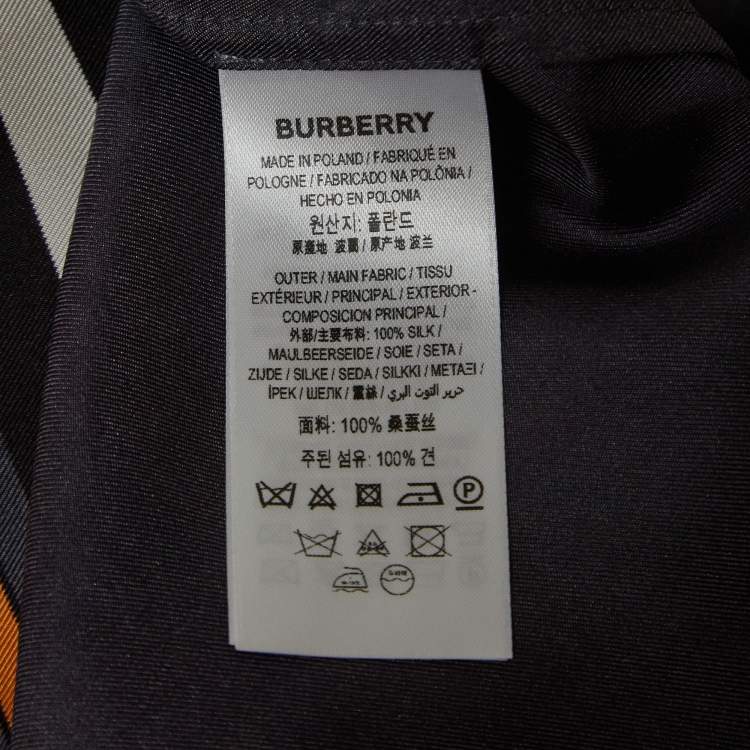 BURBERRY
MADE IN POLAND / FABRIQUÉ EN
POLOGNE / FABRICADO NA POLÔNIA /
HECHO EN POLONIA
원산지: 폴란드
原產地 波蘭 / 原产地 波兰
OUTER / MAIN FABRIC / TISSU
EXTÉRIEUR / PRINCIPAL / EXTERIOR -
COMPOSICION PRINCIPAL /
外部/主要布料: 100% SILK /
MAULBEERSEIDE / SOIE / SETA /
ZIJDE / SILKE / SEDA / SILKKI / ΜΕΤΑΞΙ /
İPEK / ШЕЛК / 蠶絲 / حرير التوت البري
面料: 100% 桑蚕丝
주된 섬유: 100% 견
P